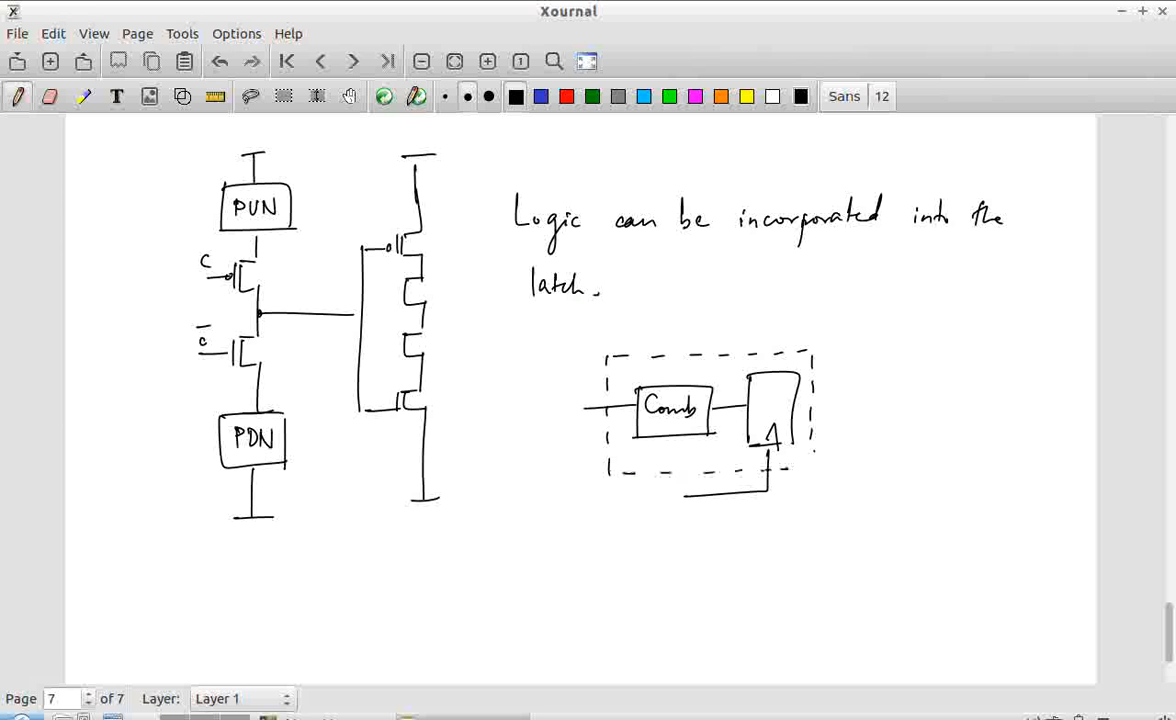 Xournal
File Edit View Page Tools Options Help
Sans 12
PUN
C
C̅
PDN
Logic can be incorporated into the
latch.
Comb
Page 7 of 7 Layer: Layer 1